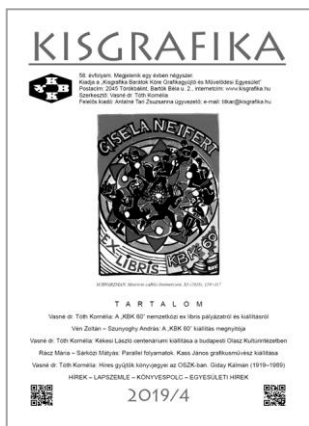 KISGRAFIKA
58. évfolyam. Megjelenik egy évben négyszer.
Kiadja a „Kisgrafika Barátok Köre Grafikagyűjtő és Művelődési Egyesület”
Postacím: 2045 Törökbálint, Bartók Béla u. 2., internetcím: www.kisgrafika.hu
Szerkesztő: Vasné dr. Tóth Kornélia
Felelős kiadó: Antalné Tari Zsuzsanna ügyvezető; e-mail: titkar@kisgrafika.hu
KBK
GISELA NEIFERT
EX LIBRIS KBK-60
TARTALOM
Vasné dr. Tóth Kornélia: A „KBK 60” nemzetközi ex libris pályázatról és kiállításról
Vén Zoltán – Szunyoghy András: A „KBK 60” kiállítás megnyitója
Vasné dr. Tóth Kornélia: Kékesi László centenáriumi kiállítása a budapesti Olasz Kultúrintézetben
Rácz Mária – Sárközi Mátyás: Parallel folyamatok. Kass János grafikusművész kiállítása
Vasné dr. Tóth Kornélia: Híres gyűjtők könyvjegyei az OSZK-ban. Giday Kálmán (1919–1989)
HÍREK – LAPSZEMLE – KÖNYVESPOLC – EGYESÜLETI HÍREK
2019/4